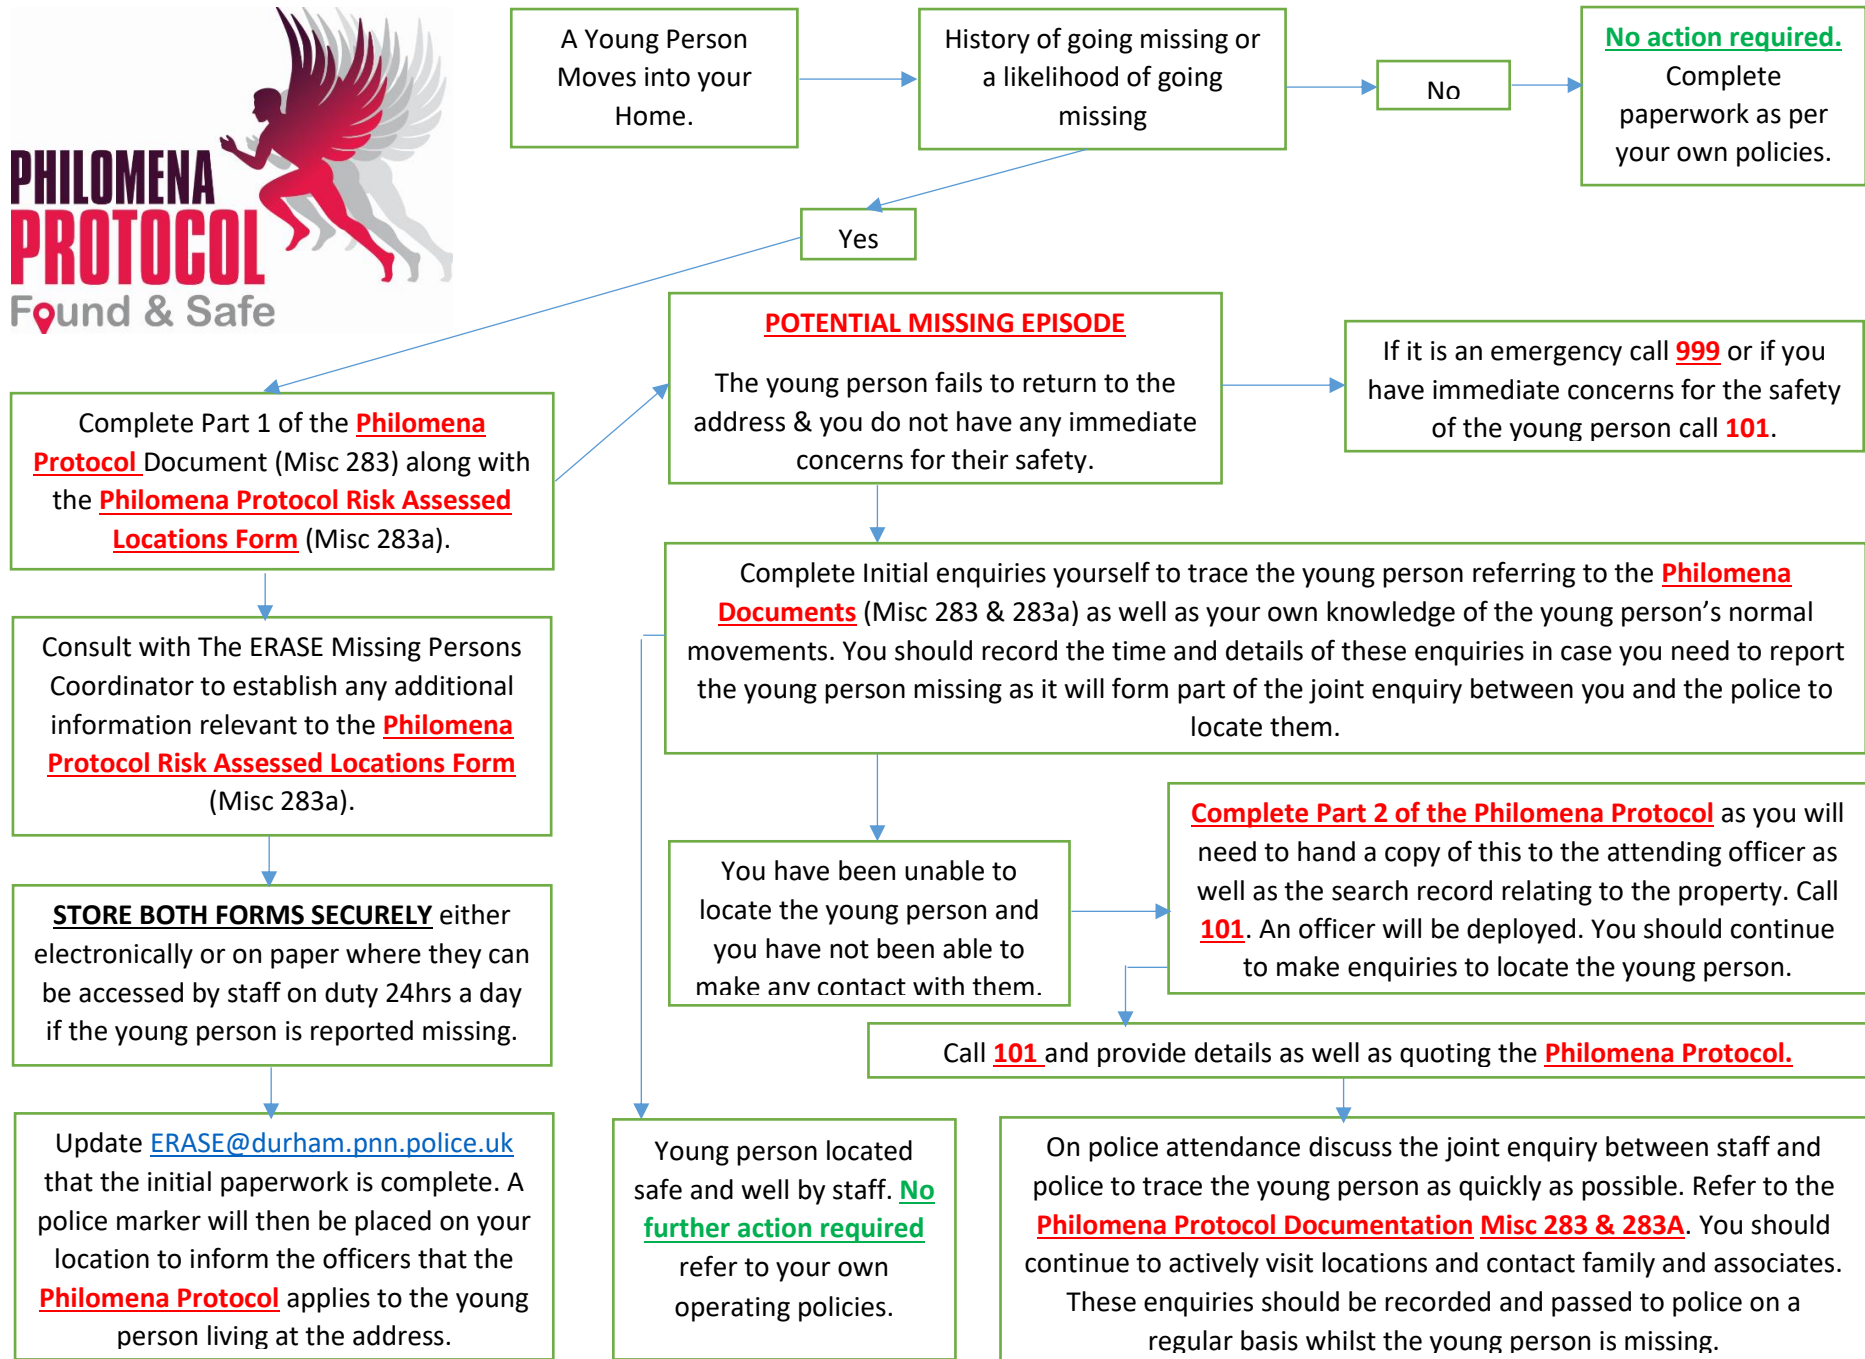 PHILOMENA
PROTOCOL
Found & Safe
A Young Person
Moves into your
Home.
History of going missing or
a likelihood of going
missing
No
No action required.
Complete
paperwork as per
your own policies.
Yes
POTENTIAL MISSING EPISODE
The young person fails to return to the
address & you do not have any immediate
concerns for their safety.
If it is an emergency call 999 or if you
have immediate concerns for the safety
of the young person call 101.
Complete Part 1 of the Philomena
Protocol Document (Misc 283) along with
the Philomena Protocol Risk Assessed
Locations Form (Misc 283a).
Consult with The ERASE Missing Persons
Coordinator to establish any additional
information relevant to the Philomena
Protocol Risk Assessed Locations Form
(Misc 283a).
STORE BOTH FORMS SECURELY either
electronically or on paper where they can
be accessed by staff on duty 24hrs a day
if the young person is reported missing.
Update ERASE@durham.pnn.police.uk
that the initial paperwork is complete. A
police marker will then be placed on your
location to inform the officers that the
Philomena Protocol applies to the young
person living at the address.
Complete Initial enquiries yourself to trace the young person referring to the Philomena
Documents (Misc 283 & 283a) as well as your own knowledge of the young person's normal
movements. You should record the time and details of these enquiries in case you need to report
the young person missing as it will form part of the joint enquiry between you and the police to
locate them.
You have been unable to
locate the young person and
you have not been able to
make any contact with them.
Complete Part 2 of the Philomena Protocol as you will
need to hand a copy of this to the attending officer as
well as the search record relating to the property. Call
101. An officer will be deployed. You should continue
to make enquiries to locate the young person.
Call 101 and provide details as well as quoting the Philomena Protocol.
Young person located
safe and well by staff. No
further action required
refer to your own
operating policies.
On police attendance discuss the joint enquiry between staff and
police to trace the young person as quickly as possible. Refer to the
Philomena Protocol Documentation Misc 283 & 283A. You should
continue to actively visit locations and contact family and associates.
These enquiries should be recorded and passed to police on a
regular basis whilst the young person is missing.